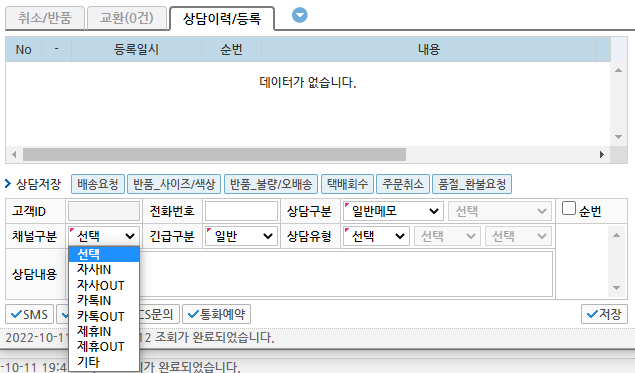 취소/반품 교환(0건) 상담이력/등록
No - 등록일시 순번 내용
데이터가 없습니다.
상담저장 배송요청 반품_사이즈/색상 반품_불량/오배송 택배회수 주문취소 품절_환불요청
고객ID 전화번호 상담구분 일반메모 선택 순번
채널구분 선택 긴급구분 일반 상담유형 선택 선택 선택
선택
자사IN
상담내용
자사OUT
카톡IN
카톡OUT
제휴IN
제휴OUT
기타
SMS CS문의 통화예약 저장
2022-10-11 12 조회가 완료되었습니다.
-10-11 19:4 회가 완료되었습니다.